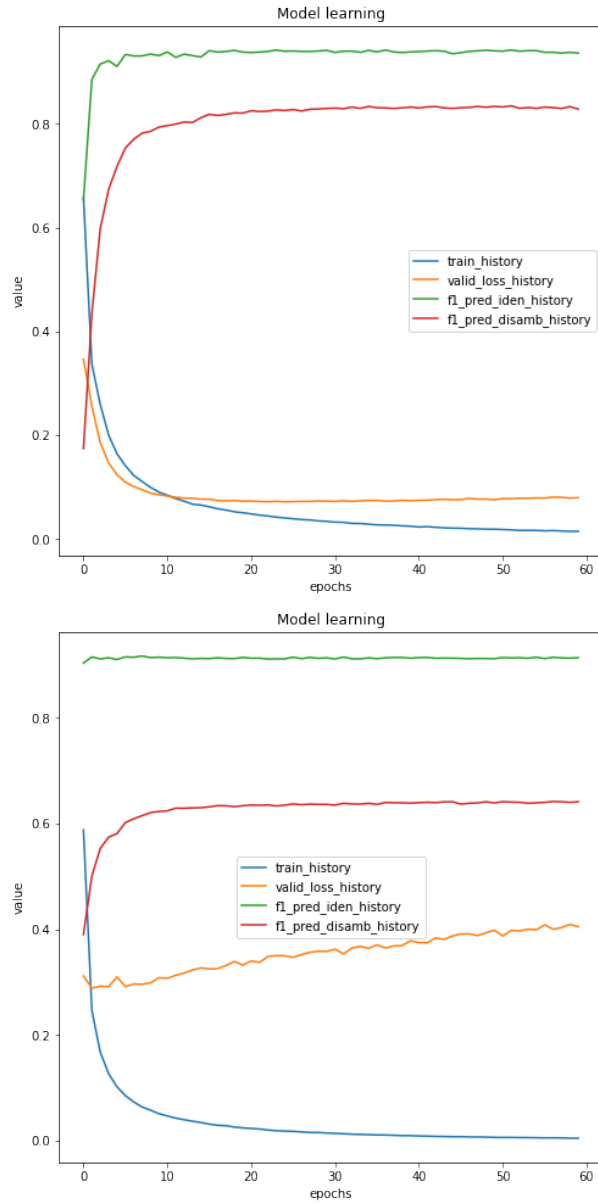 Model learning
0.8
0.6
value
0.4
0.2
0.0
train_history
valid_loss_history
f1_pred_iden_history
f1_pred_disamb_history
0 10 20 30 40 50 60
epochs
Model learning
0.8
0.6
value
0.4
0.2
0.0
train_history
valid_loss_history
f1_pred_iden_history
f1_pred_disamb_history
0 10 20 30 40 50 60
epochs